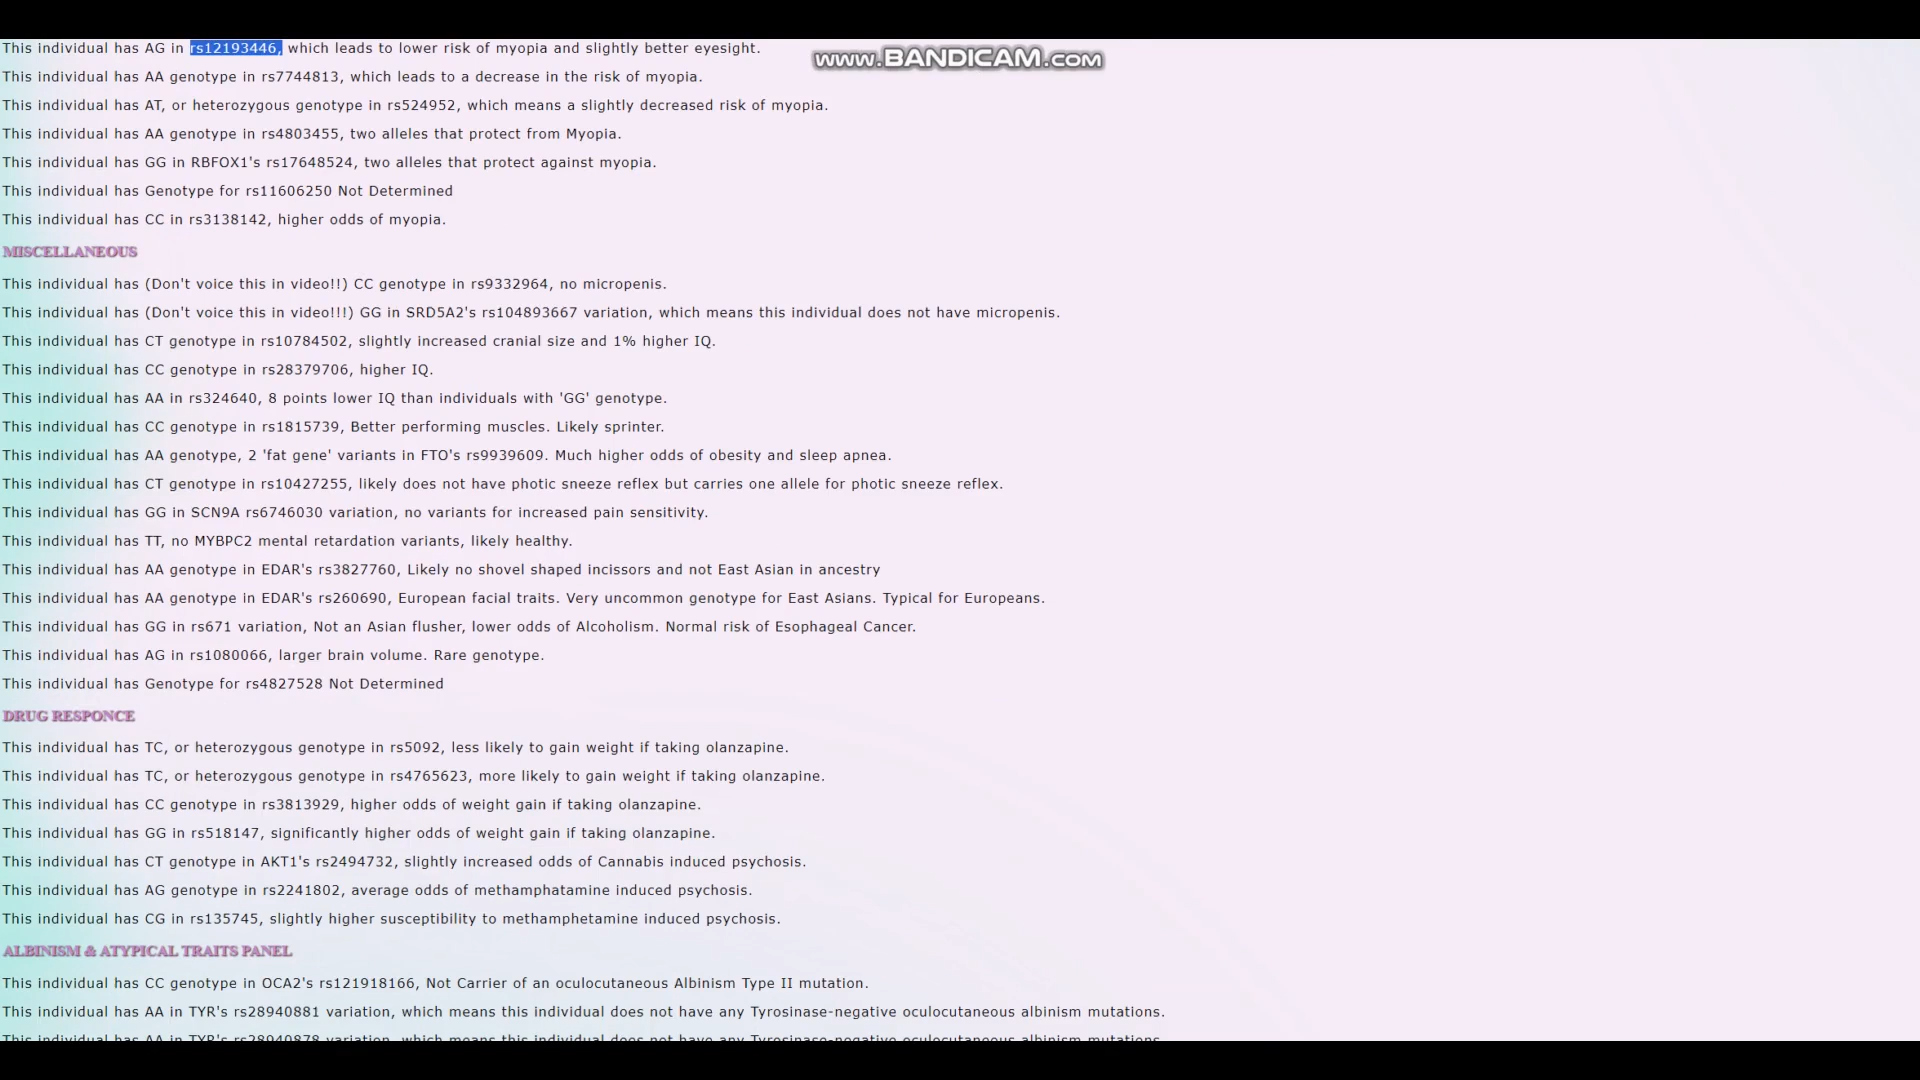 This individual has AG in rs12193446, which leads to lower risk of myopia and slightly better eyesight.
www.BANDICAM.com
This individual has AA genotype in rs7744813, which leads to a decrease in the risk of myopia.
This individual has AT, or heterozygous genotype in rs524952, which means a slightly decreased risk of myopia.
This individual has AA genotype in rs4803455, two alleles that protect from Myopia.
This individual has GG in RBFOX1's rs17648524, two alleles that protect against myopia.
This individual has Genotype for rs11606250 Not Determined
This individual has CC in rs3138142, higher odds of myopia.
MISCELLANEOUS
This individual has (Don't voice this in video!!) CC genotype in rs9332964, no micropenis.
This individual has (Don't voice this in video!!!) GG in SRD5A2's rs104893667 variation, which means this individual does not have micropenis.
This individual has CT genotype in rs10784502, slightly increased cranial size and 1% higher IQ.
This individual has CC genotype in rs28379706, higher IQ.
This individual has AA in rs324640, 8 points lower IQ than individuals with 'GG' genotype.
This individual has CC genotype in rs1815739, Better performing muscles. Likely sprinter.
This individual has AA genotype, 2 'fat gene' variants in FTO's rs9939609. Much higher odds of obesity and sleep apnea.
This individual has CT genotype in rs10427255, likely does not have photic sneeze reflex but carries one allele for photic sneeze reflex.
This individual has GG in SCN9A rs6746030 variation, no variants for increased pain sensitivity.
This individual has TT, no MYBPC2 mental retardation variants, likely healthy.
This individual has AA genotype in EDAR's rs3827760, Likely no shovel shaped incissors and not East Asian in ancestry
This individual has AA genotype in EDAR's rs260690, European facial traits. Very uncommon genotype for East Asians. Typical for Europeans.
This individual has GG in rs671 variation, Not an Asian flusher, lower odds of Alcoholism. Normal risk of Esophageal Cancer.
This individual has AG in rs1080066, larger brain volume. Rare genotype.
This individual has Genotype for rs4827528 Not Determined
DRUG RESPONCE
This individual has TC, or heterozygous genotype in rs5092, less likely to gain weight if taking olanzapine.
This individual has TC, or heterozygous genotype in rs4765623, more likely to gain weight if taking olanzapine.
This individual has CC genotype in rs3813929, higher odds of weight gain if taking olanzapine.
This individual has GG in rs518147, significantly higher odds of weight gain if taking olanzapine.
This individual has CT genotype in AKT1's rs2494732, slightly increased odds of Cannabis induced psychosis.
This individual has AG genotype in rs2241802, average odds of methamphatamine induced psychosis.
This individual has CG in rs135745, slightly higher susceptibility to methamphetamine induced psychosis.
ALBINISM & ATYPICAL TRAITS PANEL
This individual has CC genotype in OCA2's rs121918166, Not Carrier of an oculocutaneous Albinism Type II mutation.
This individual has AA in TYR's rs28940881 variation, which means this individual does not have any Tyrosinase-negative oculocutaneous albinism mutations.
This individual has AA in TYR's rs28940878 variation, which means this individual does not have any Tyrosinase-negative oculocutaneous albinism mutations.